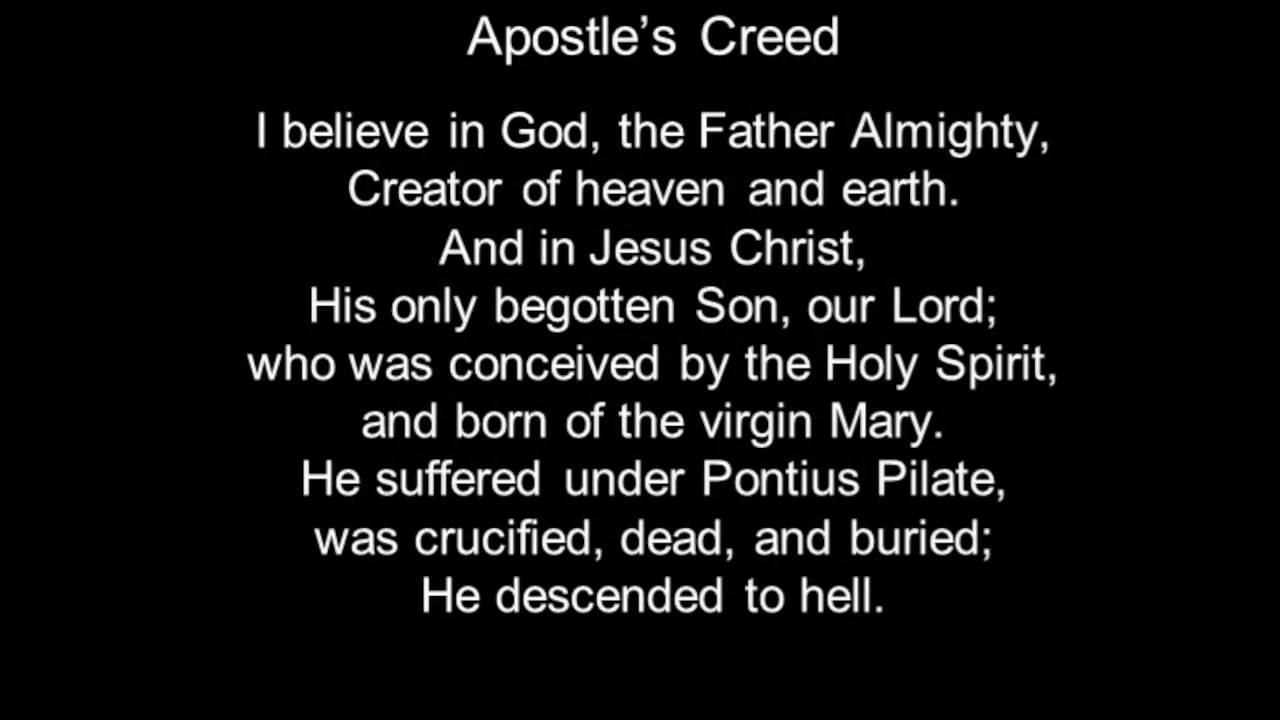 Apostle’s Creed
I believe in God, the Father Almighty,
Creator of heaven and earth.
And in Jesus Christ,
His only begotten Son, our Lord;
who was conceived by the Holy Spirit,
and born of the virgin Mary.
He suffered under Pontius Pilate,
was crucified, dead, and buried;
He descended to hell.